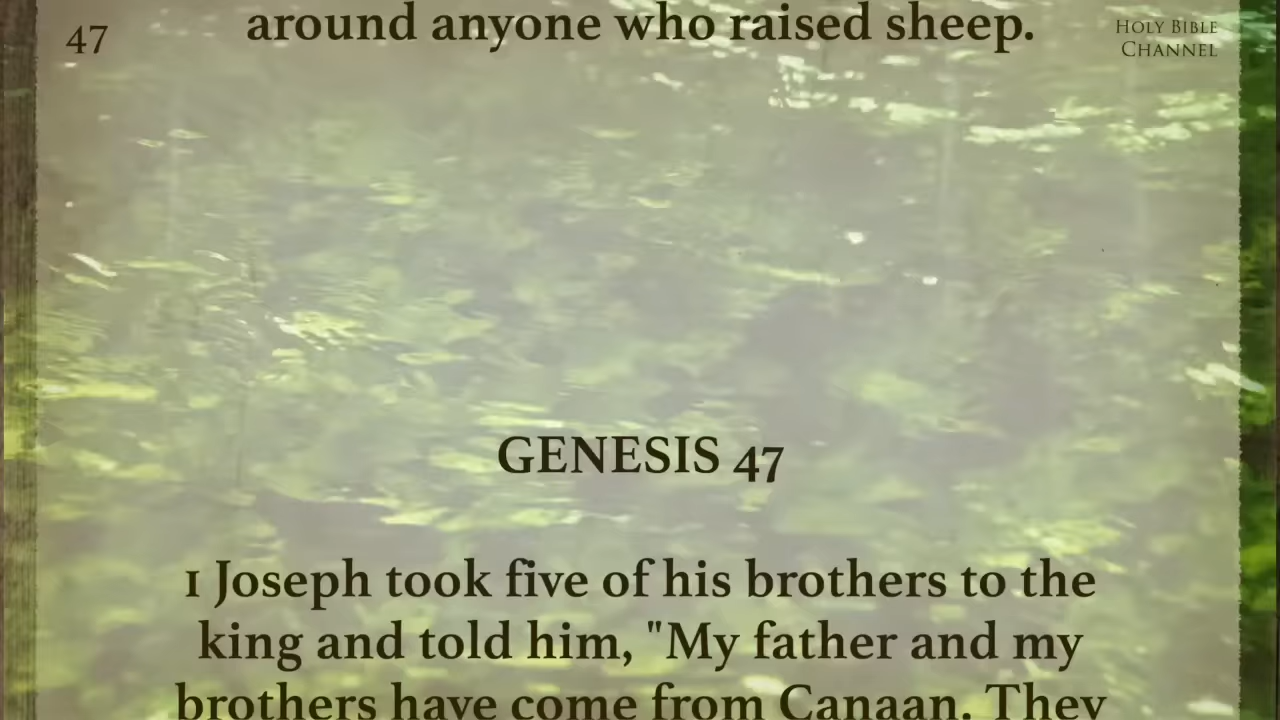 47
around anyone who raised sheep.
HOLY BIBLE
CHANNEL
GENESIS 47
1 Joseph took five of his brothers to the
king and told him, "My father and my
brothers have come from Canaan. They